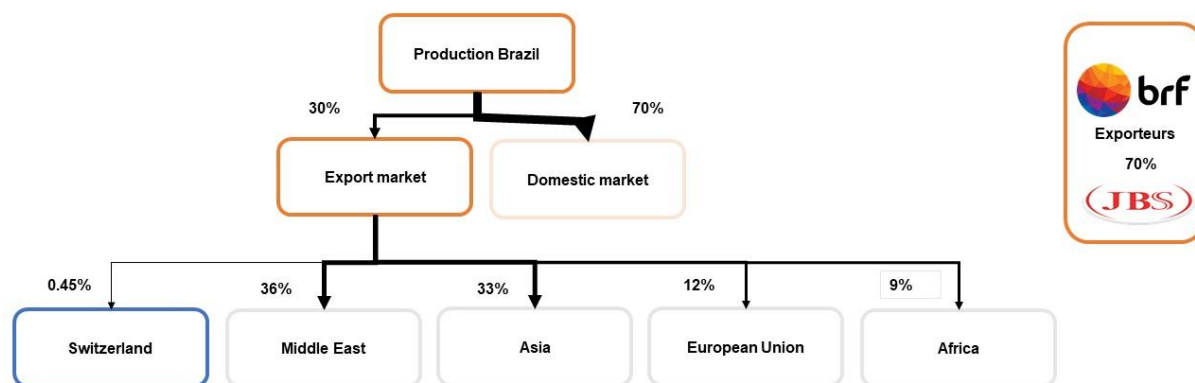 Production Brazil
brf
Exporteurs
70%
JBS
30%
70%
Export market
Domestic market
0.45%
36%
33%
12%
9%
Switzerland
Middle East
Asia
European Union
Africa